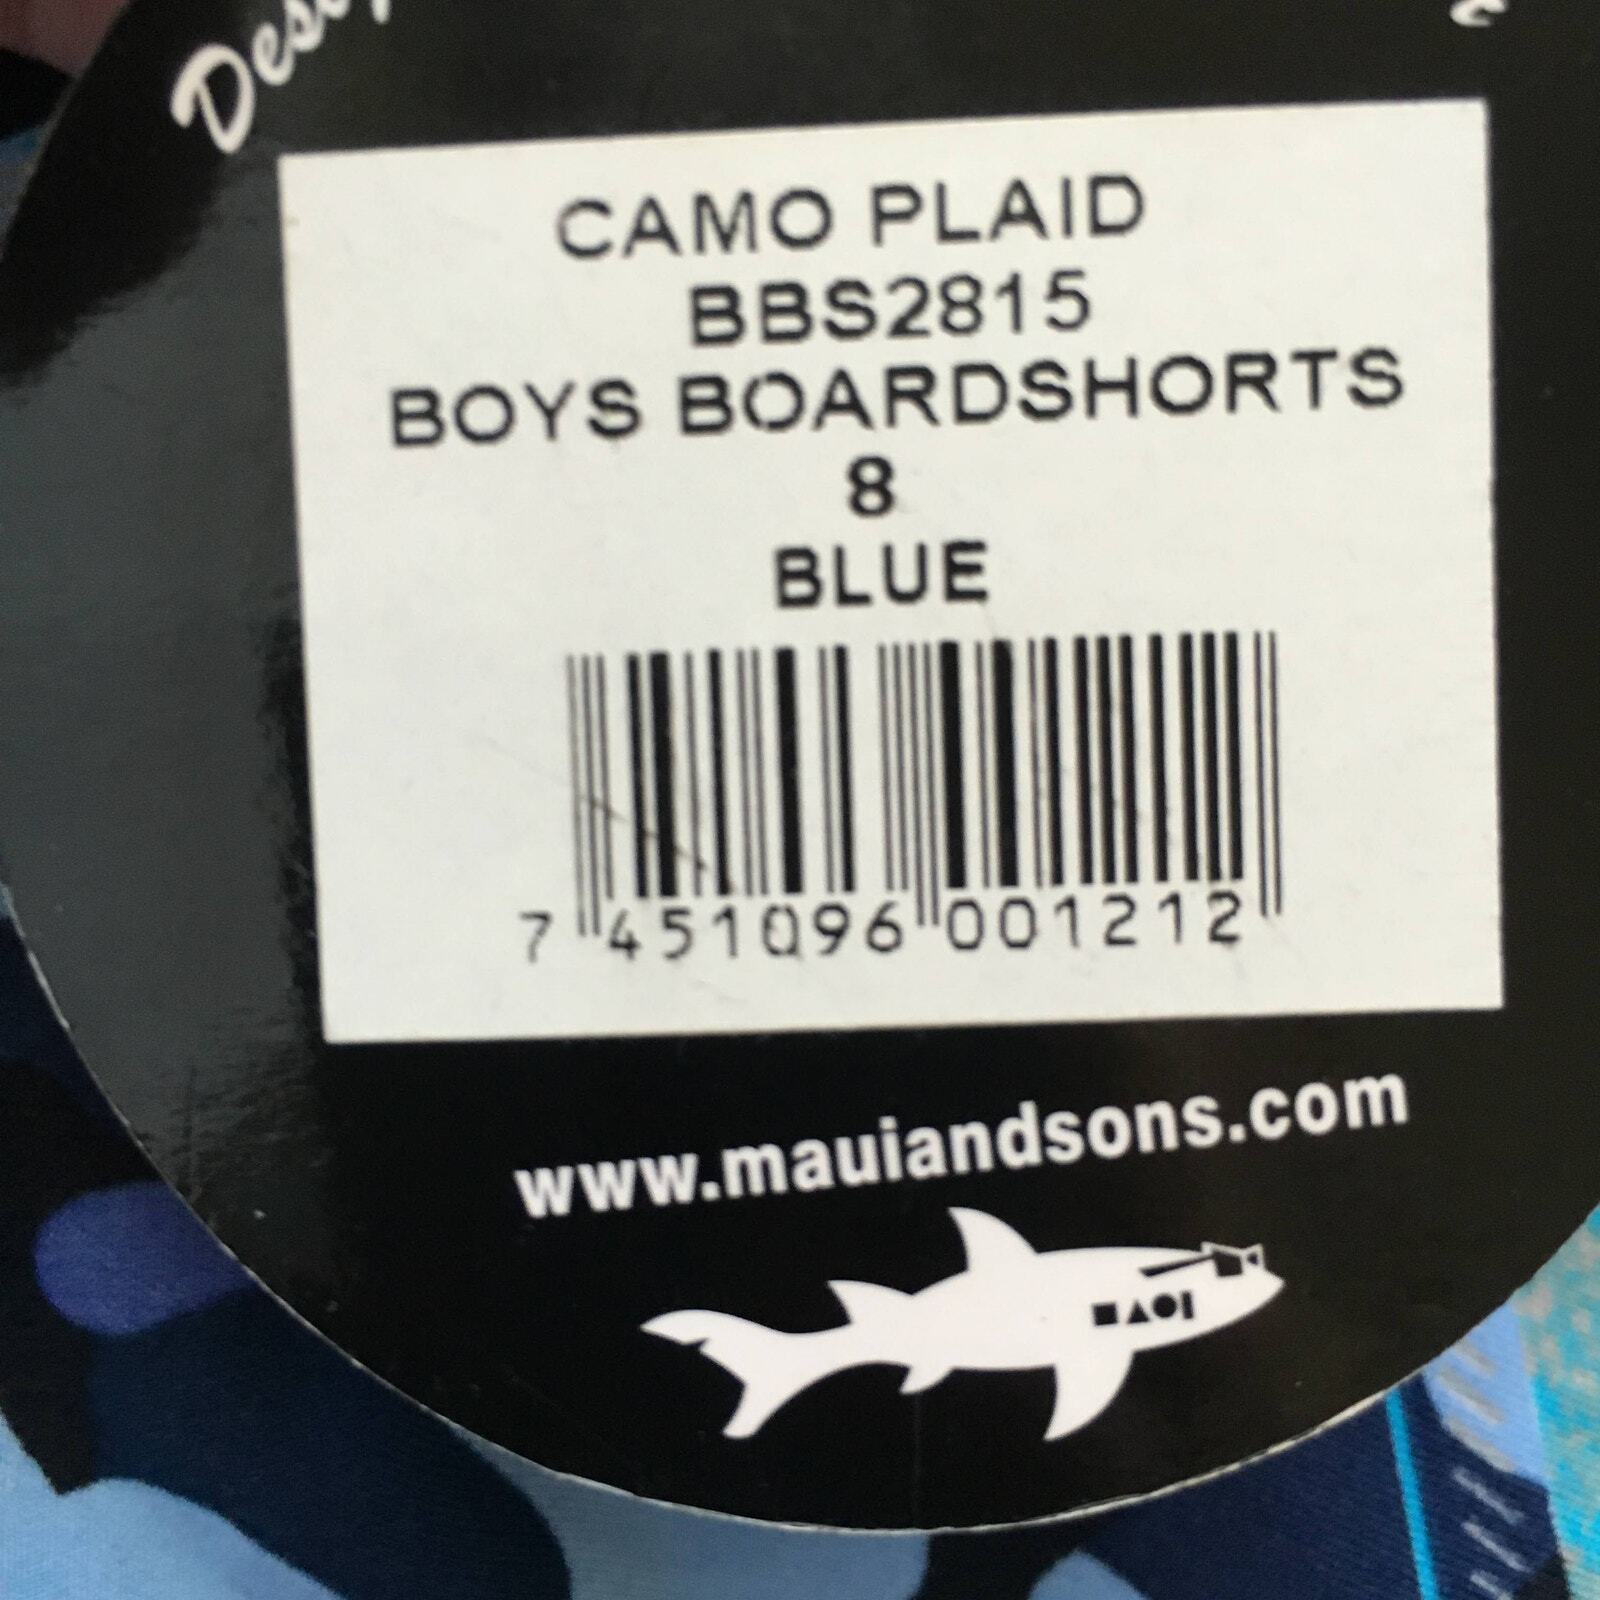 CAMO PLAID
BBS2815
BOYS BOARDSHORTS
8
BLUE
7 451096 001212
www.mauiandsons.com